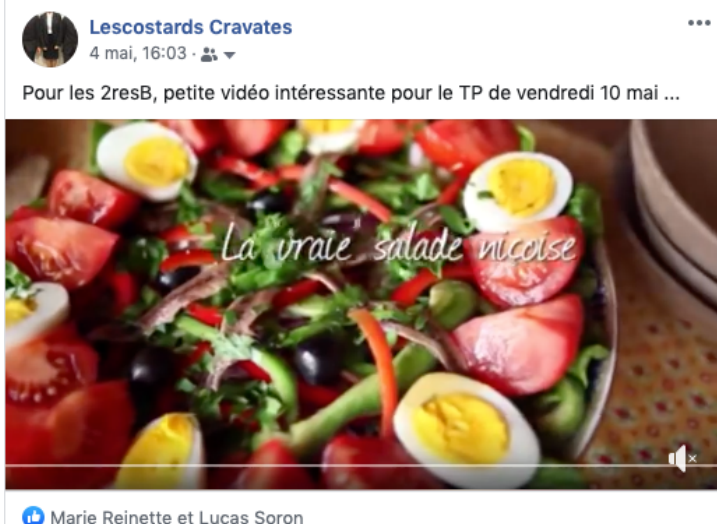 Lescostards Cravates
4 mai, 16:03 ·
Pour les 2resB, petite vidéo intéressante pour le TP de vendredi 10 mai ...
La "vraie" salade niçoise
Marie Reinette et Lucas Soron